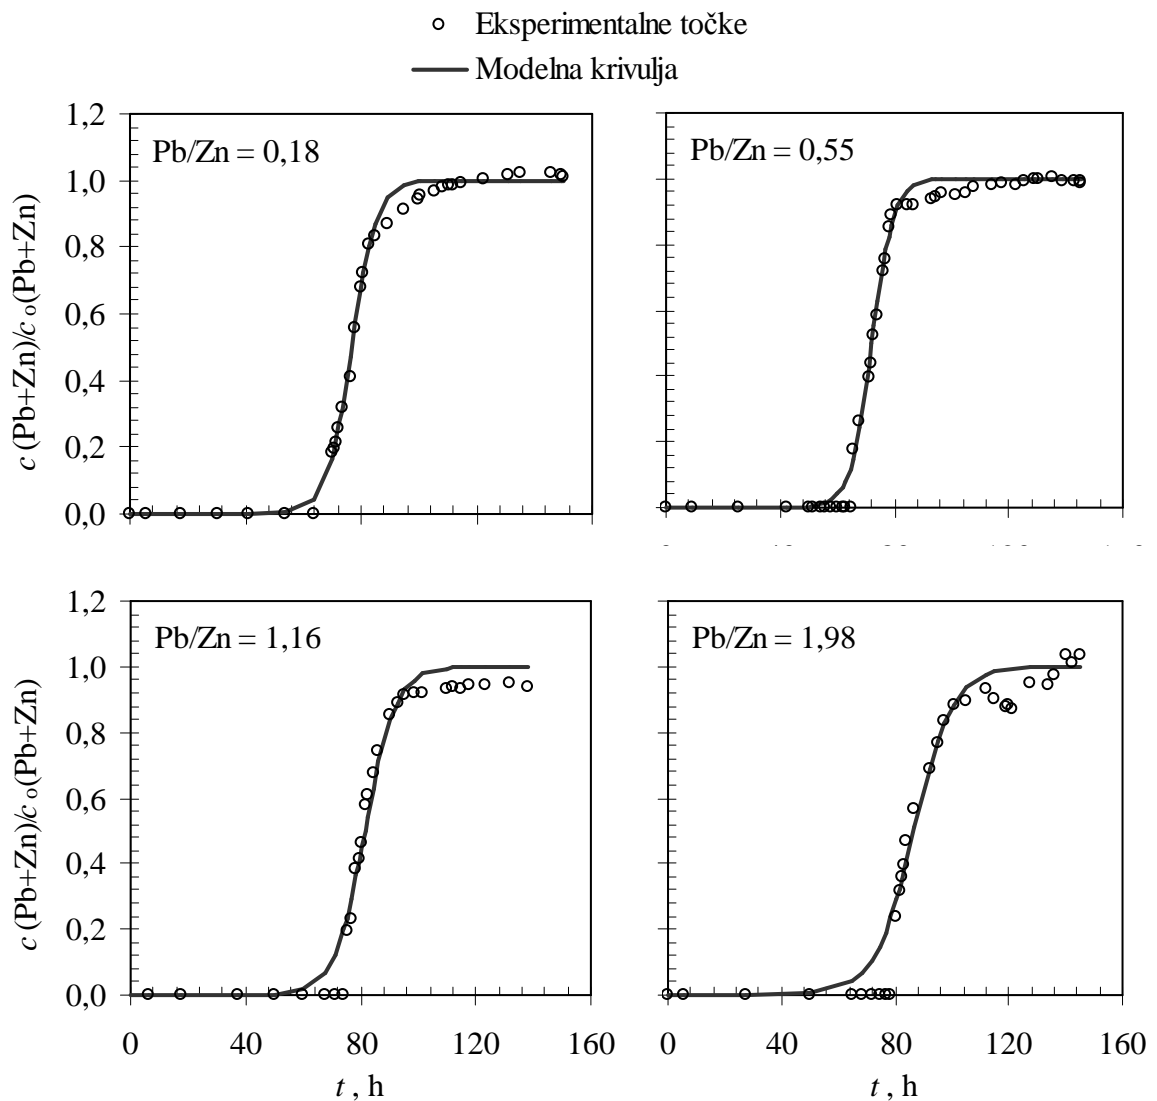 Eksperimentalne točke
Modelna krivulja
1,2
1,0
0,8
0,6
0,4
0,2
0,0
c (Pb+Zn)/c o(Pb+Zn)
Pb/Zn = 0,18
Pb/Zn = 0,55
1,2
1,0
0,8
0,6
0,4
0,2
0,0
c (Pb+Zn)/c o(Pb+Zn)
Pb/Zn = 1,16
Pb/Zn = 1,98
0 40 80 120 160
0 40 80 120 160
t , h
t , h